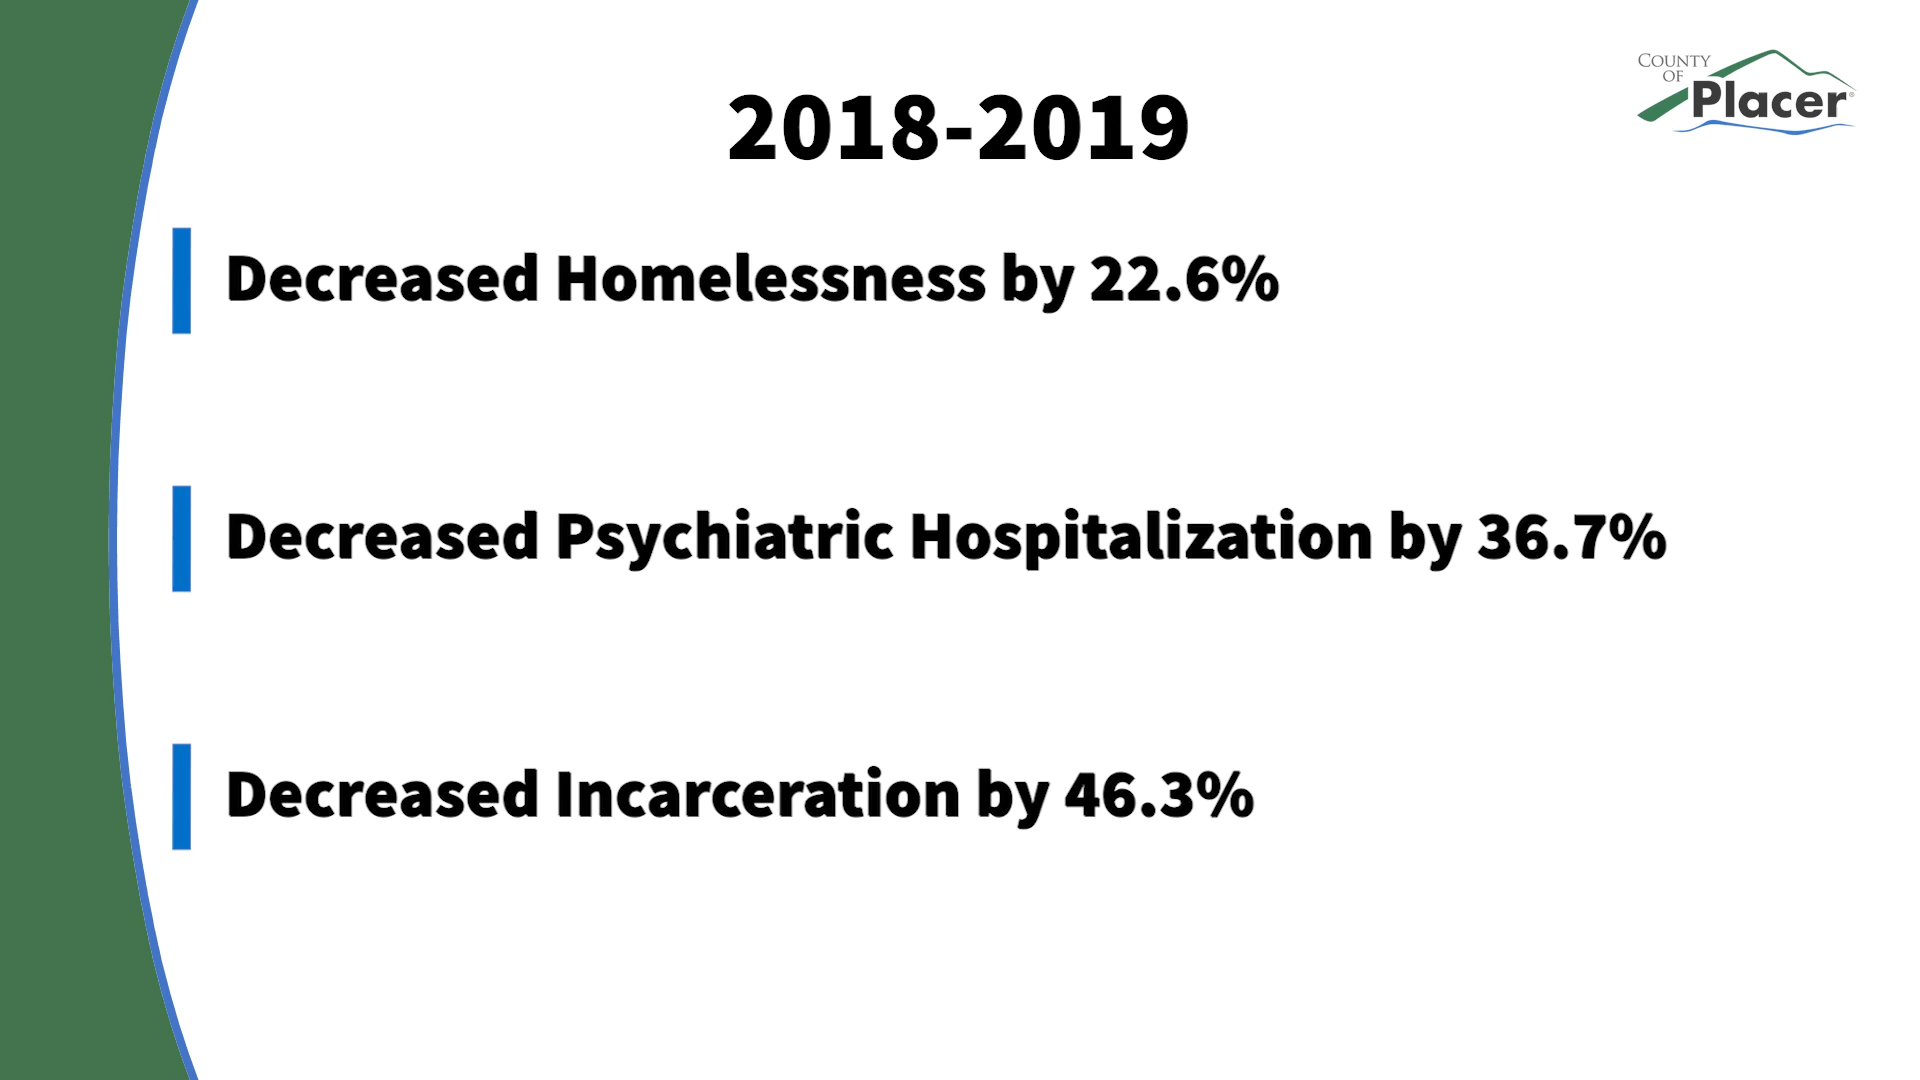 COUNTY
OF
Placer®
2018-2019
Decreased Homelessness by 22.6%
Decreased Psychiatric Hospitalization by 36.7%
Decreased Incarceration by 46.3%